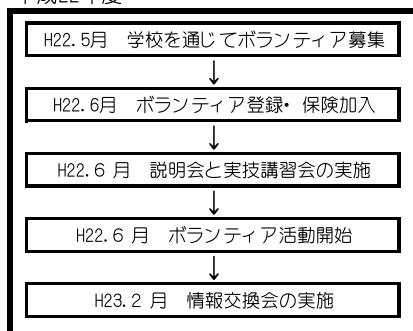 H22.5月 学校を通じてボランティア募集
↓
H22.6月 ボランティア登録・保険加入
↓
H22.6月 説明会と実技講習会の実施
↓
H22.6月 ボランティア活動開始
↓
H23.2月 情報交換会の実施